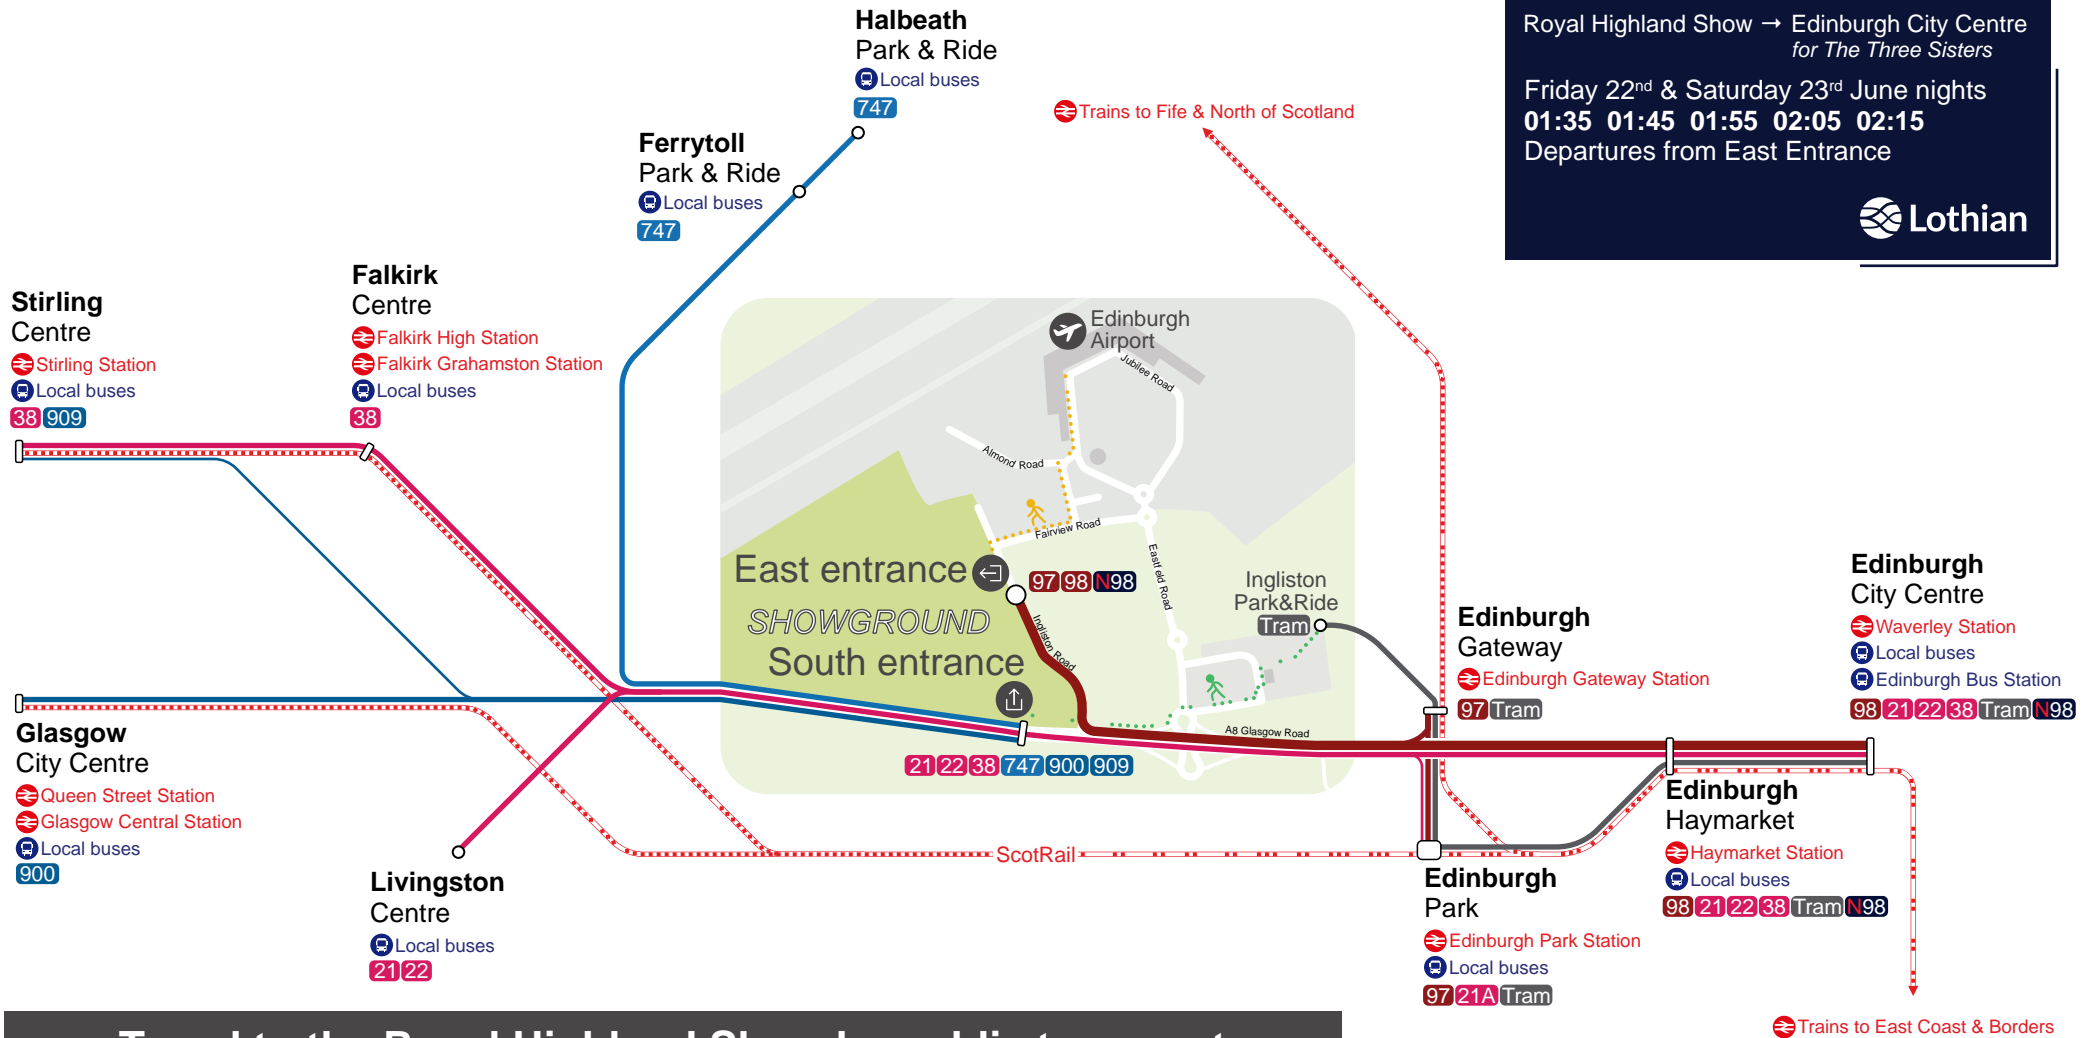 Halbeath
Park & Ride
Local buses
747
Ferrytoll
Park & Ride
Local buses
747
Trains to Fife & North of Scotland
Royal Highland Show → Edinburgh City Centre
for The Three Sisters
Friday 22nd & Saturday 23rd June nights
01:35 01:45 01:55 02:05 02:15
Departures from East Entrance
Lothian
Stirling
Centre
Stirling Station
Local buses
38 909
Falkirk
Centre
Falkirk High Station
Falkirk Grahamston Station
Local buses
38
Edinburgh
Airport
Jubilee Road
Almond Road
Fairview Road
Eastfield Road
East entrance
97 98 N98
SHOWGROUND
South entrance
Ingliston Road
Ingliston
Park&Ride
Tram
A8 Glasgow Road
21 22 38 747 900 909
Edinburgh
Gateway
Edinburgh Gateway Station
97 Tram
Edinburgh
City Centre
Waverley Station
Local buses
Edinburgh Bus Station
98 21 22 38 Tram N98
Glasgow
City Centre
Queen Street Station
Glasgow Central Station
Local buses
900
Livingston
Centre
Local buses
21 22
ScotRail
Edinburgh
Park
Edinburgh Park Station
Local buses
97 21A Tram
Edinburgh
Haymarket
Haymarket Station
Local buses
98 21 22 38 Tram N98
Trains to East Coast & Borders